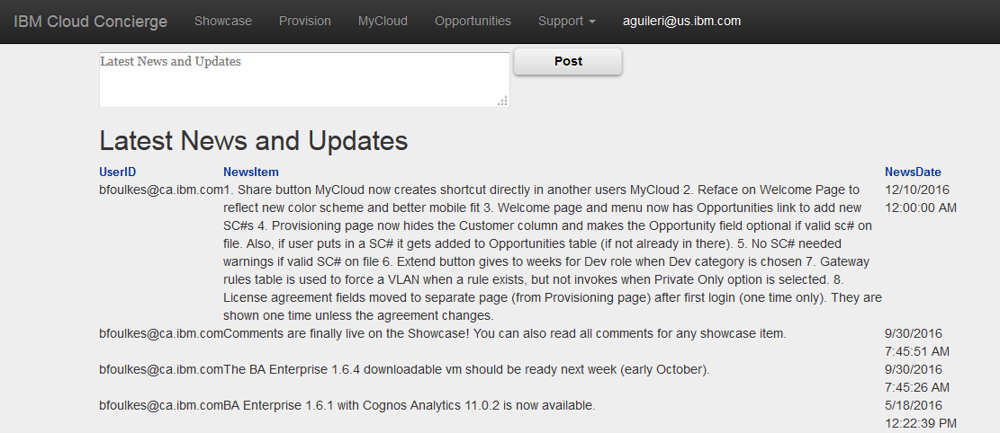 IBM Cloud Concierge Showcase Provision MyCloud Opportunities Support aguileri@us.ibm.com
Latest News and Updates Post
Latest News and Updates
UserID NewsItem NewsDate
bfoulkes@ca.ibm.com1. Share button MyCloud now creates shortcut directly in another users MyCloud 2. Reface on Welcome Page to 12/10/2016
reflect new color scheme and better mobile fit 3. Welcome page and menu now has Opportunities link to add new 12:00:00 AM
SC#s 4. Provisioning page now hides the Customer column and makes the Opportunity field optional if valid sc# on
file. Also, if user puts in a SC# it gets added to Opportunities table (if not already in there). 5. No SC# needed
warnings if valid SC# on file 6. Extend button gives to weeks for Dev role when Dev category is chosen 7. Gateway
rules table is used to force a VLAN when a rule exists, but not invokes when Private Only option is selected. 8.
License agreement fields moved to separate page (from Provisioning page) after first login (one time only). They are
shown one time unless the agreement changes.
bfoulkes@ca.ibm.comComments are finally live on the Showcase! You can also read all comments for any showcase item. 9/30/2016
7:45:51 AM
bfoulkes@ca.ibm.comThe BA Enterprise 1.6.4 downloadable vm should be ready next week (early October). 9/30/2016
7:45:26 AM
bfoulkes@ca.ibm.comBA Enterprise 1.6.1 with Cognos Analytics 11.0.2 is now available. 5/18/2016
12:22:39 PM